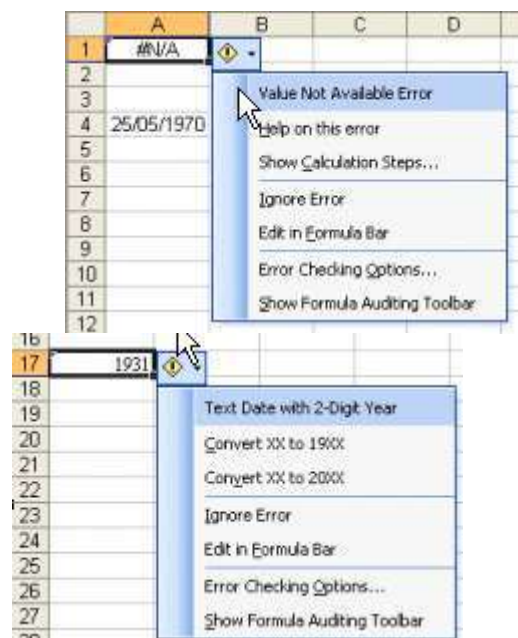 A B C D
1 #N/A
2
Value Not Available Error
3
4 25/05/1970
Help on this error
5
Show Calculation Steps...
6
7
Ignore Error
8
Edit in Formula Bar
9
10
Error Checking Options...
11
Show Formula Auditing Toolbar
12
16
17 1931
18
Text Date with 2-Digit Year
19
20
Convert XX to 19XX
21
Convert XX to 20XX
22
23
Ignore Error
24
Edit in Formula Bar
25
26
Error Checking Options...
27
Show Formula Auditing Toolbar